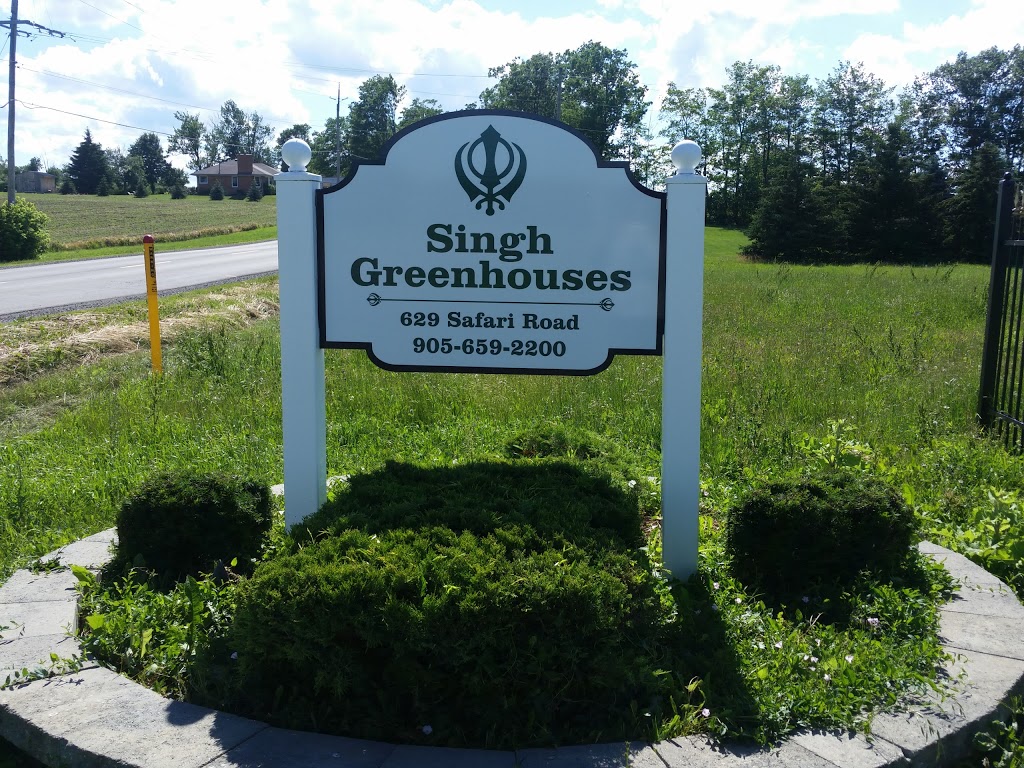 Singh
Greenhouses
629 Safari Road
905-659-2200